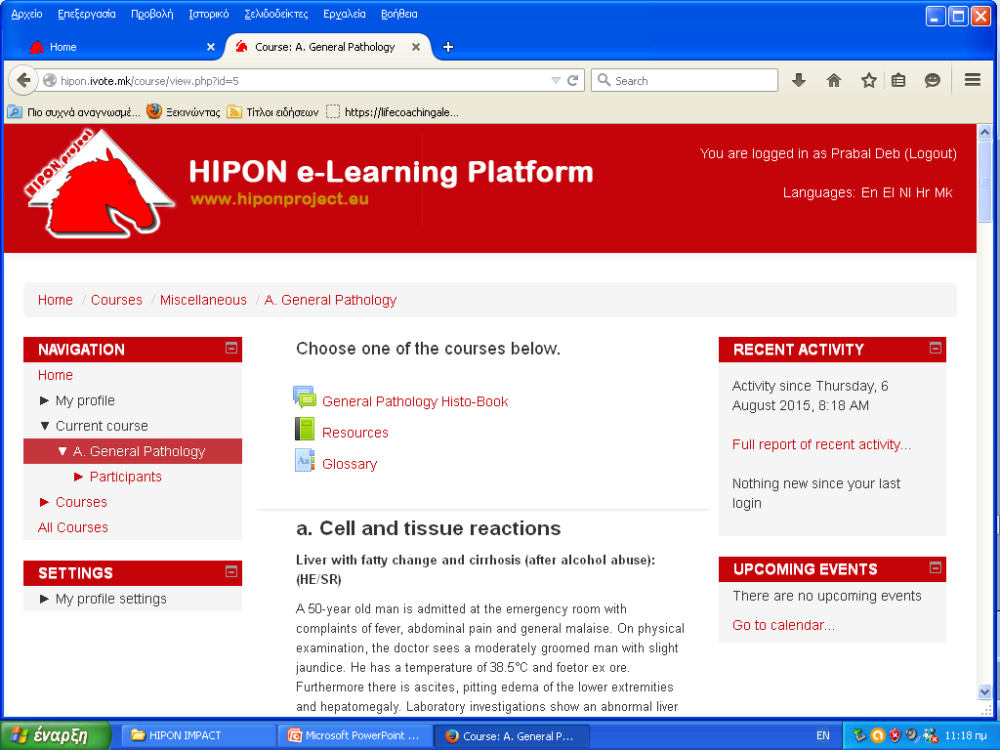 Αρχείο Επεξεργασία Προβολή Ιστορικό Σελιδοδείκτες Εργαλεία Βοήθεια
Home Course: A. General Pathology
hipon.ivote.mk/course/view.php?id=5 Search
Πιο συχνά αναγνωσμέ... Ξεκινώντας Τίτλοι ειδήσεων https://lifecoachingale...
HIPON project
HIPON e-Learning Platform
www.hiponproject.eu
You are logged in as Prabal Deb (Logout)
Languages: En El Nl Hr Mk
Home / Courses / Miscellaneous / A. General Pathology
NAVIGATION
Home
My profile
Current course
A. General Pathology
Participants
Courses
All Courses
SETTINGS
My profile settings
Choose one of the courses below.
General Pathology Histo-Book
Resources
Aa
Glossary
a. Cell and tissue reactions
Liver with fatty change and cirrhosis (after alcohol abuse):
(HE/SR)
A 50-year old man is admitted at the emergency room with
complaints of fever, abdominal pain and general malaise. On physical
examination, the doctor sees a moderately groomed man with slight
jaundice. He has a temperature of 38.5°C and foetor ex ore.
Furthermore there is ascites, pitting edema of the lower extremities
and hepatomegaly. Laboratory investigations show an abnormal liver
RECENT ACTIVITY
Activity since Thursday, 6
August 2015, 8:18 AM
Full report of recent activity...
Nothing new since your last
login
UPCOMING EVENTS
There are no upcoming events
Go to calendar...
έναρξη HIPON IMPACT Microsoft PowerPoint ... Course: A. General P... EN 11:18 πμ